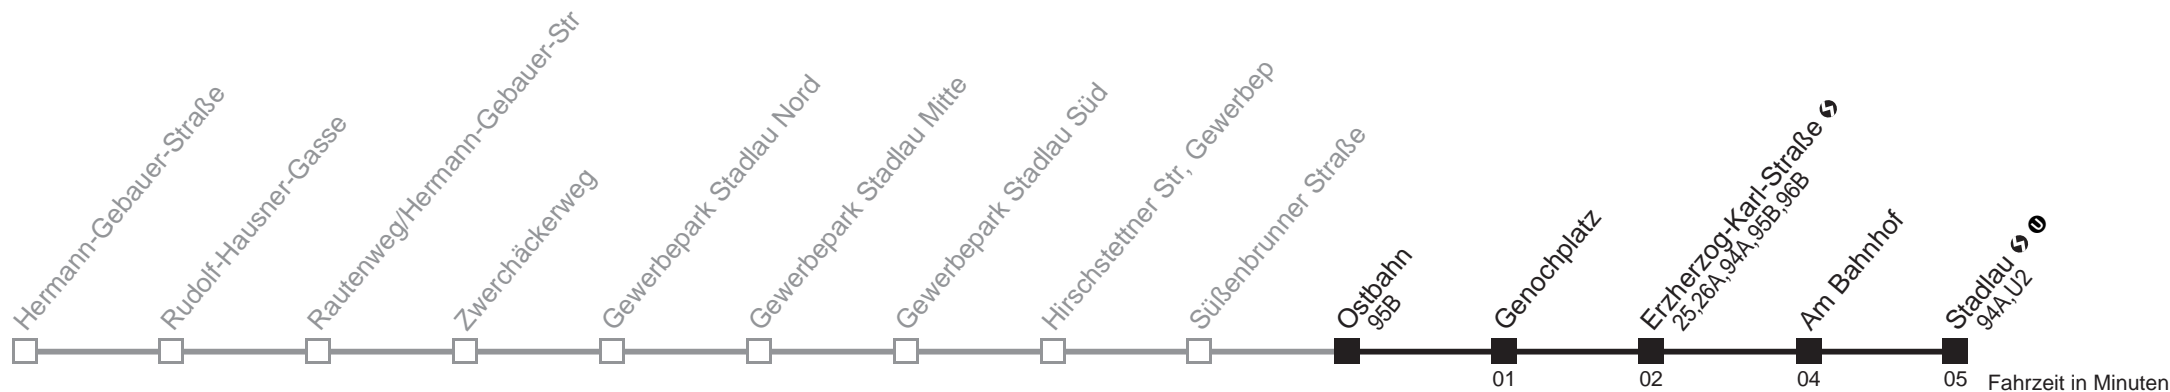 Hermann-Gebauer-Straße
Rudolf-Hausner-Gasse
Rautenweg/Hermann-Gebauer-Str
Zwerchäckerweg
Gewerbepark Stadlau Nord
Gewerbepark Stadlau Mitte
Gewerbepark Stadlau Süd
Hirschstettner Str, Gewerbep
Süßenbrunner Straße
Ostbahn
95B
Genochplatz
Erzherzog-Karl-Straße
25,26A,94A,95B,96B
Am Bahnhof
Stadlau U
94A,U2
01 02 04 05 Fahrzeit in Minuten